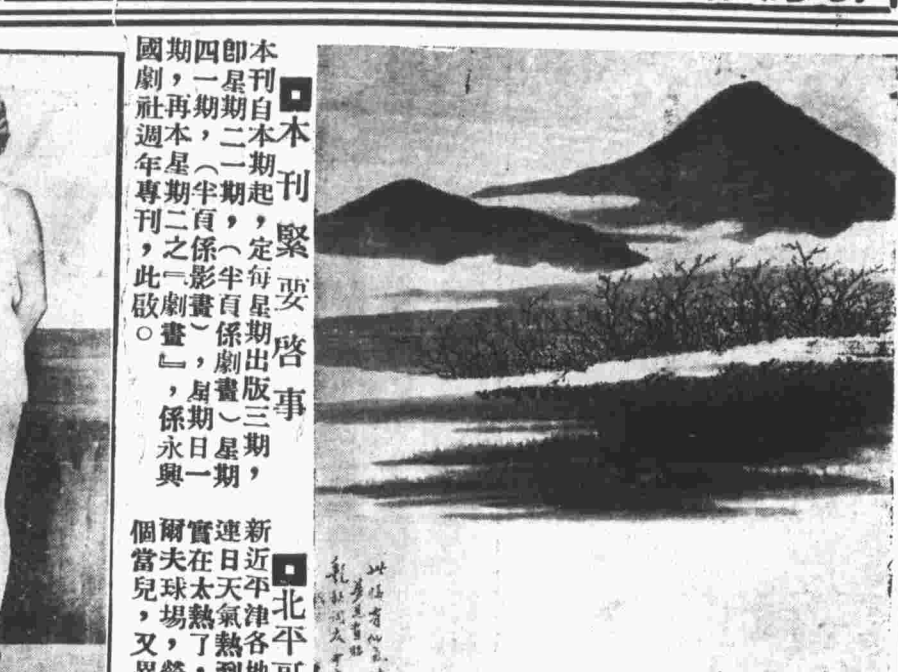 本刊緊要啓事
本刊自本期起，定每星期出版三期，
卽星期二一期，（半頁係劇畫）星期
四一期，（半頁係影畫），星期日一
期，再本星期二之『劇畫』，係永興
國劇社週年專刊，此啟。
北平
新近平津各地
連日天氣熱到
實在太熱了，
爾夫球場，
個當兒，又